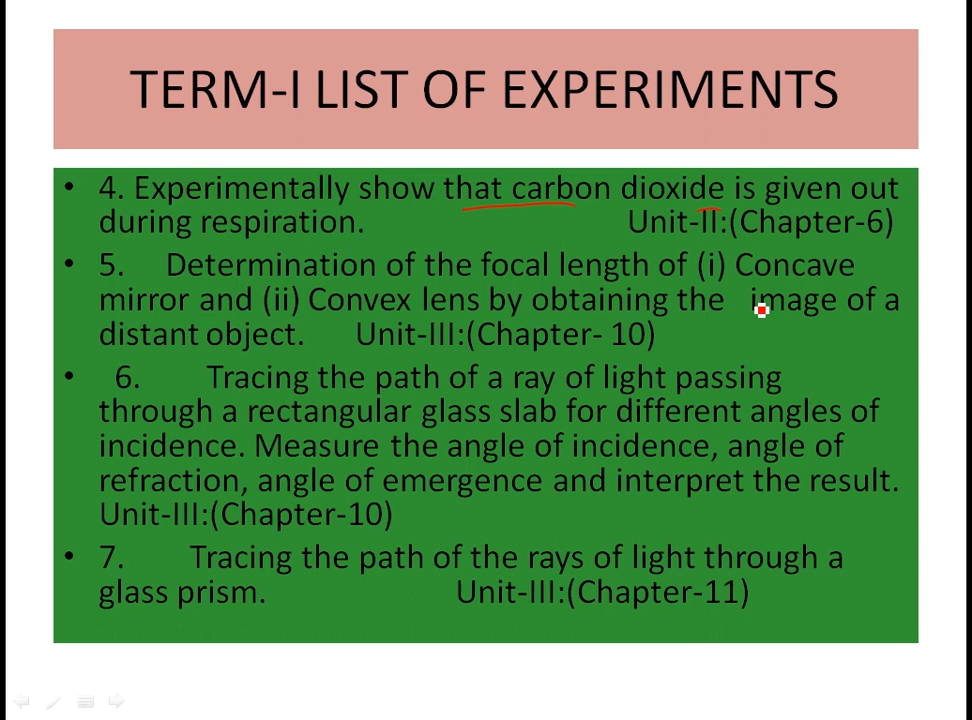 TERM-I LIST OF EXPERIMENTS
• 4. Experimentally show that carbon dioxide is given out
during respiration. Unit-II:(Chapter-6)
• 5. Determination of the focal length of (i) Concave
mirror and (ii) Convex lens by obtaining the image of a
distant object. Unit-III:(Chapter- 10)
• 6. Tracing the path of a ray of light passing
through a rectangular glass slab for different angles of
incidence. Measure the angle of incidence, angle of
refraction, angle of emergence and interpret the result.
Unit-III:(Chapter-10)
• 7. Tracing the path of the rays of light through a
glass prism. Unit-III:(Chapter-11)